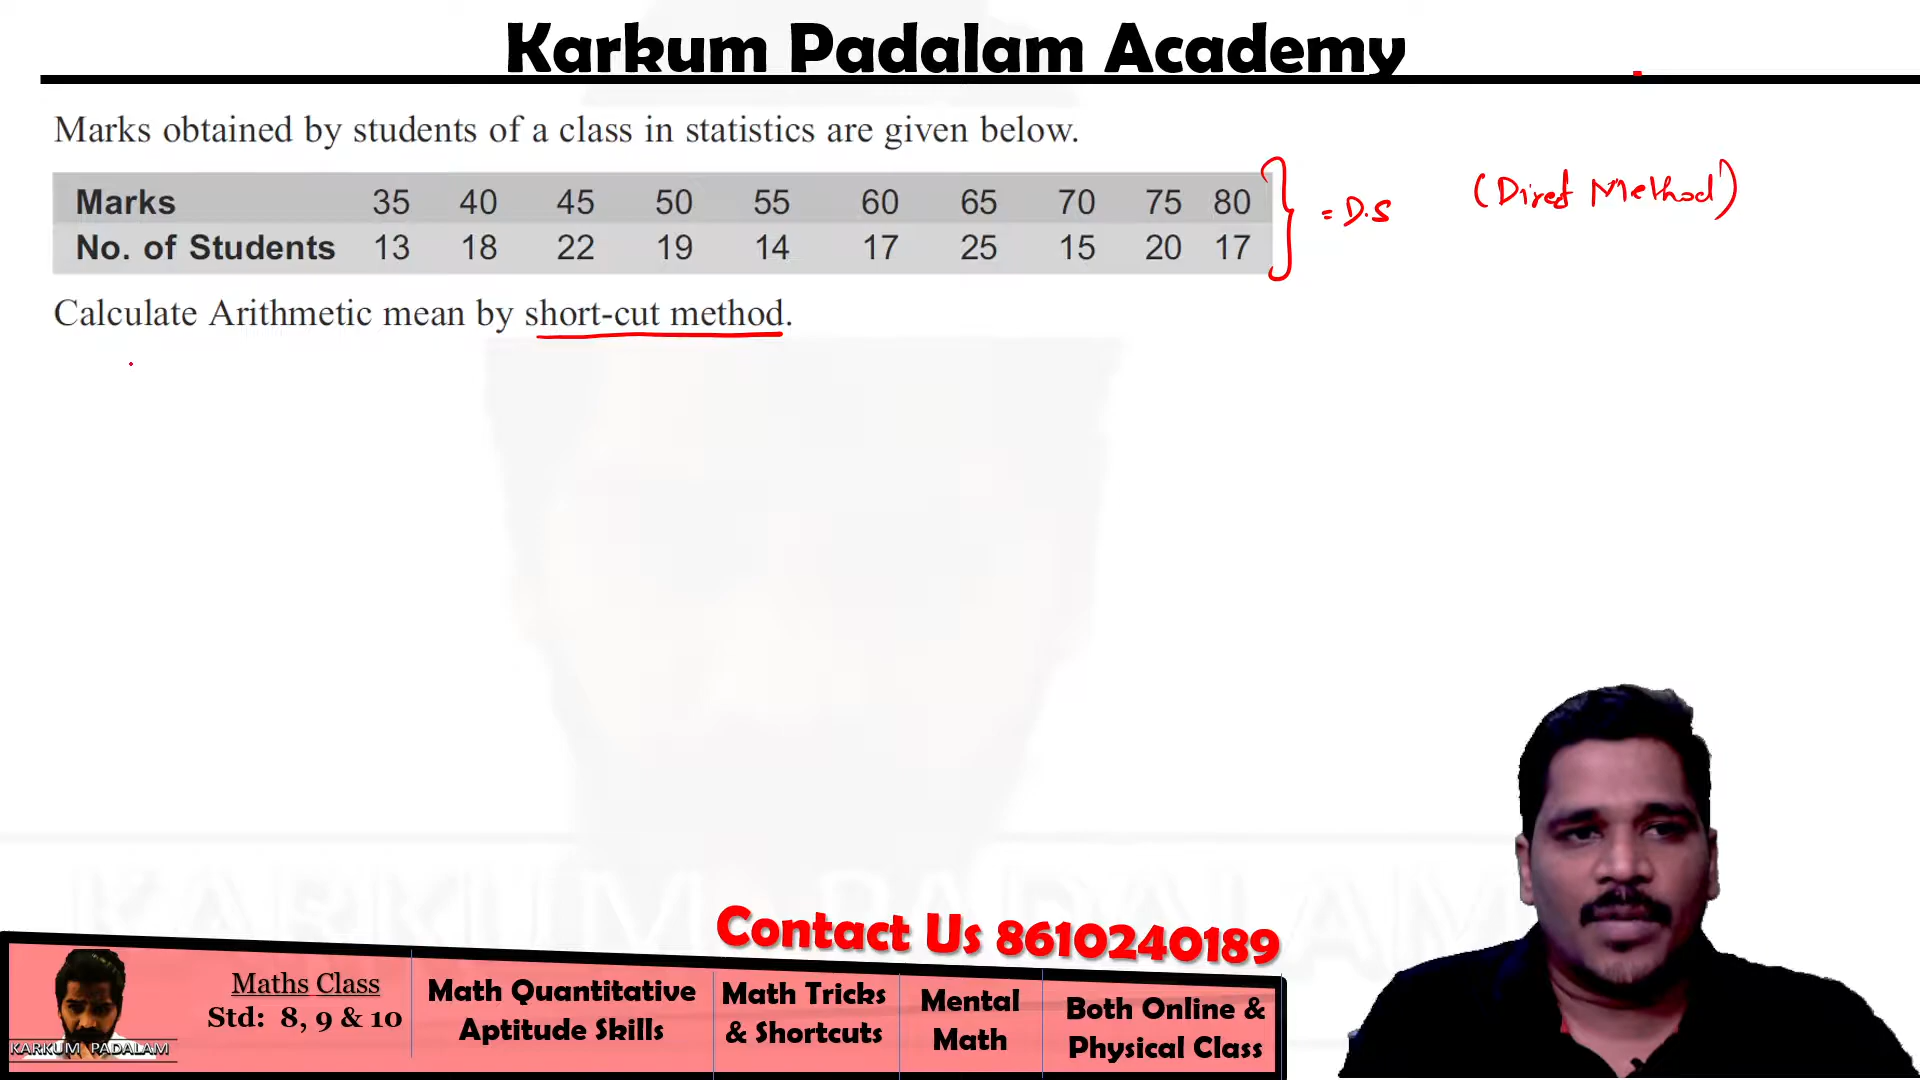 Karkum Padalam Academy
Marks obtained by students of a class in statistics are given below.
Marks 35 40 45 50 55 60 65 70 75 80
No. of Students 13 18 22 19 14 17 25 15 20 17
= D.S (Direct Method)
Calculate Arithmetic mean by short-cut method.
KARKUM PADALAM
Contact Us 8610240189
Maths Class
Std: 8, 9 & 10
KARKUM PADALAM
Math Quantitative
Aptitude Skills
Math Tricks
& Shortcuts
Mental
Math
Both Online &
Physical Class